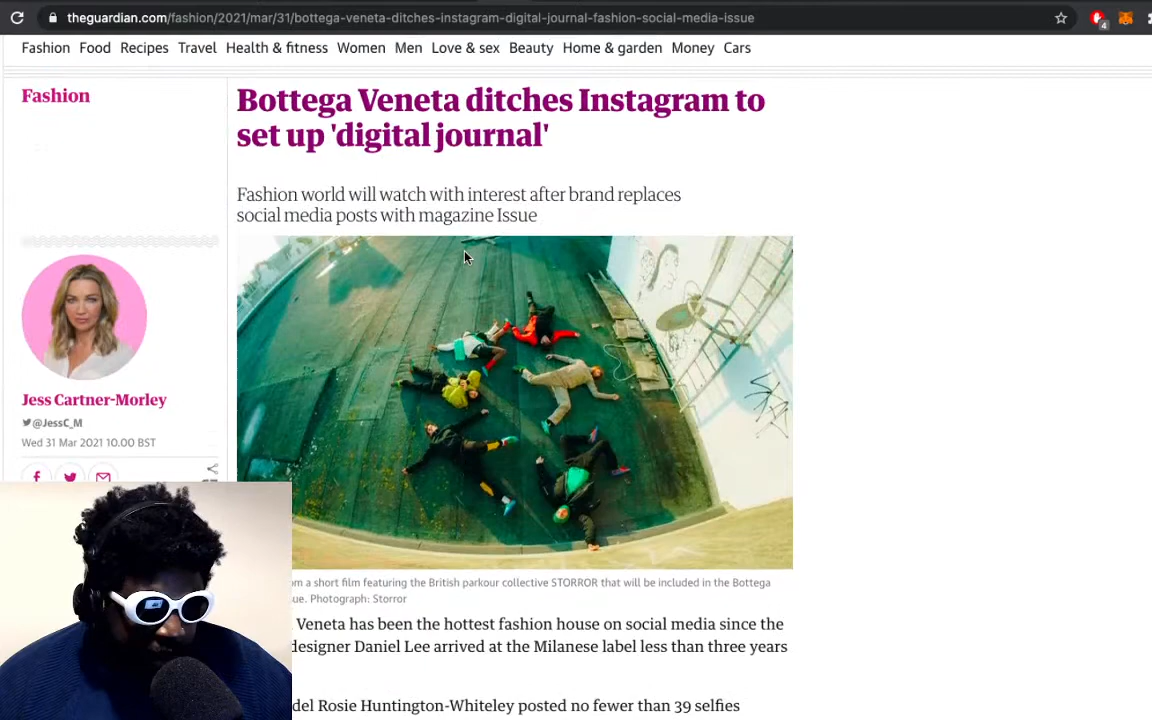 theguardian.com/fashion/2021/mar/31/bottega-veneta-ditches-instagram-digital-journal-fashion-social-media-issue
4
Fashion Food Recipes Travel Health & fitness Women Men Love & sex Beauty Home & garden Money Cars
Fashion
Bottega Veneta ditches Instagram to
set up 'digital journal'
Fashion world will watch with interest after brand replaces
social media posts with magazine Issue
Jess Cartner-Morley
@JessC_M
Wed 31 Mar 2021 10.00 BST
a short film featuring the British parkour collective STORROR that will be included in the Bottega
Photograph: Storror
Veneta has been the hottest fashion house on social media since the
designer Daniel Lee arrived at the Milanese label less than three years
Rosie Huntington-Whiteley posted no fewer than 39 selfies